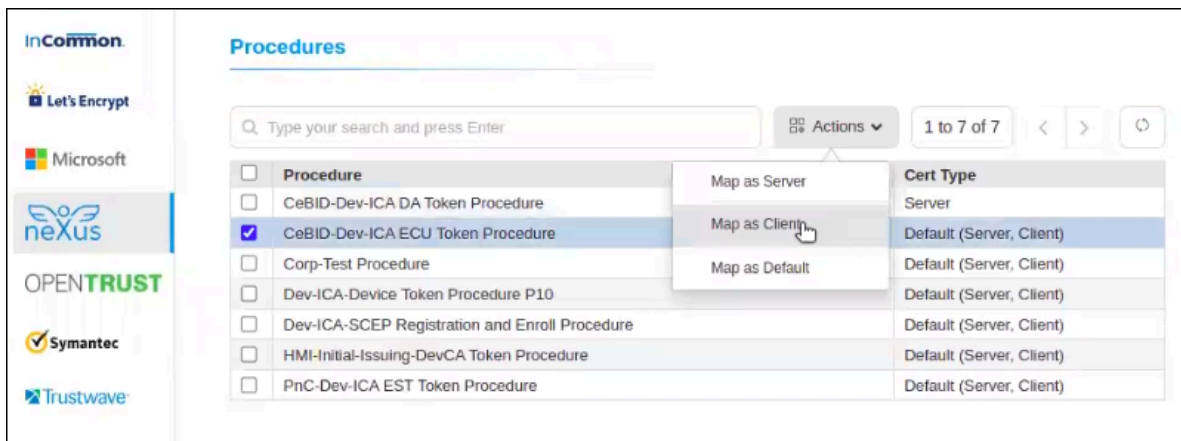 InCommon.
Let's Encrypt
Microsoft
neXus
OPENTRUST
Symantec
Trustwave
Procedures
Type your search and press Enter
Actions
1 to 7 of 7
Procedure
Cert Type
CeBID-Dev-ICA DA Token Procedure
Server
CeBID-Dev-ICA ECU Token Procedure
Default (Server, Client)
Corp-Test Procedure
Default (Server, Client)
Dev-ICA-Device Token Procedure P10
Default (Server, Client)
Dev-ICA-SCEP Registration and Enroll Procedure
Default (Server, Client)
HMI-Initial-Issuing-DevCA Token Procedure
Default (Server, Client)
PnC-Dev-ICA EST Token Procedure
Default (Server, Client)
Map as Server
Map as Client
Map as Default